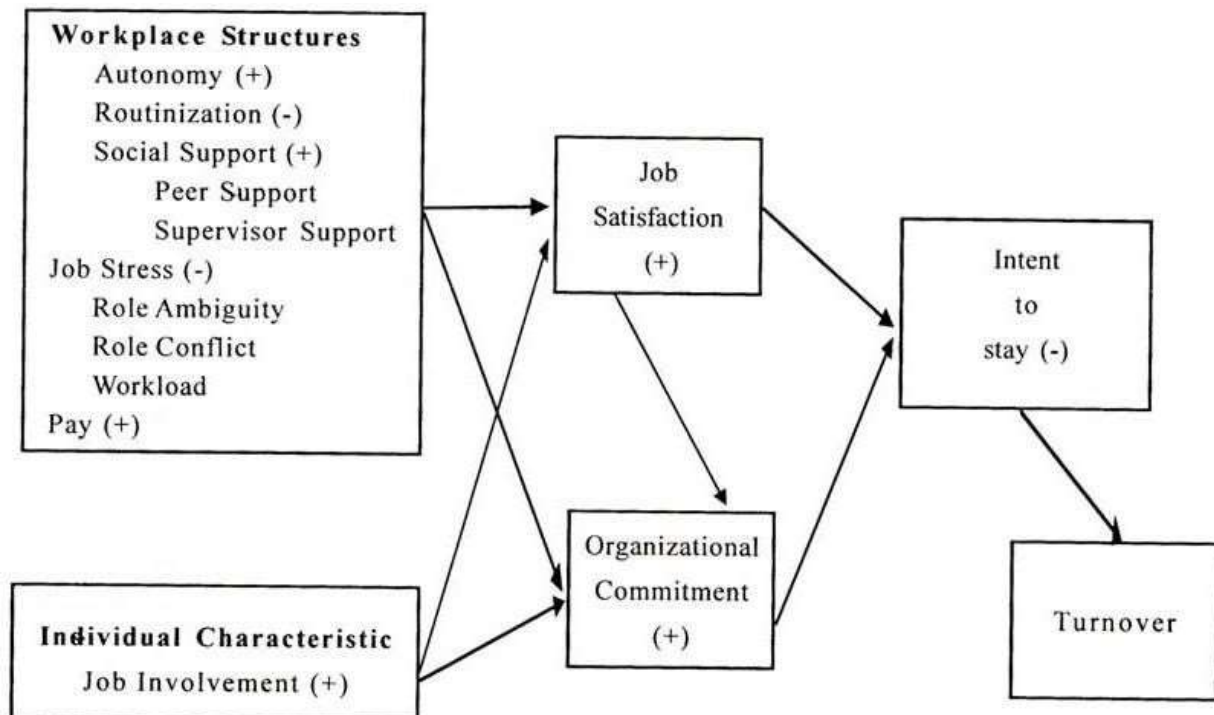 Workplace Structures
Autonomy (+)
Routinization (-)
Social Support (+)
Peer Support
Supervisor Support
Job Stress (-)
Role Ambiguity
Role Conflict
Workload
Pay (+)
Individual Characteristic
Job Involvement (+)
Job
Satisfaction
(+)
Organizational
Commitment
(+)
Intent
to
stay (-)
Turnover